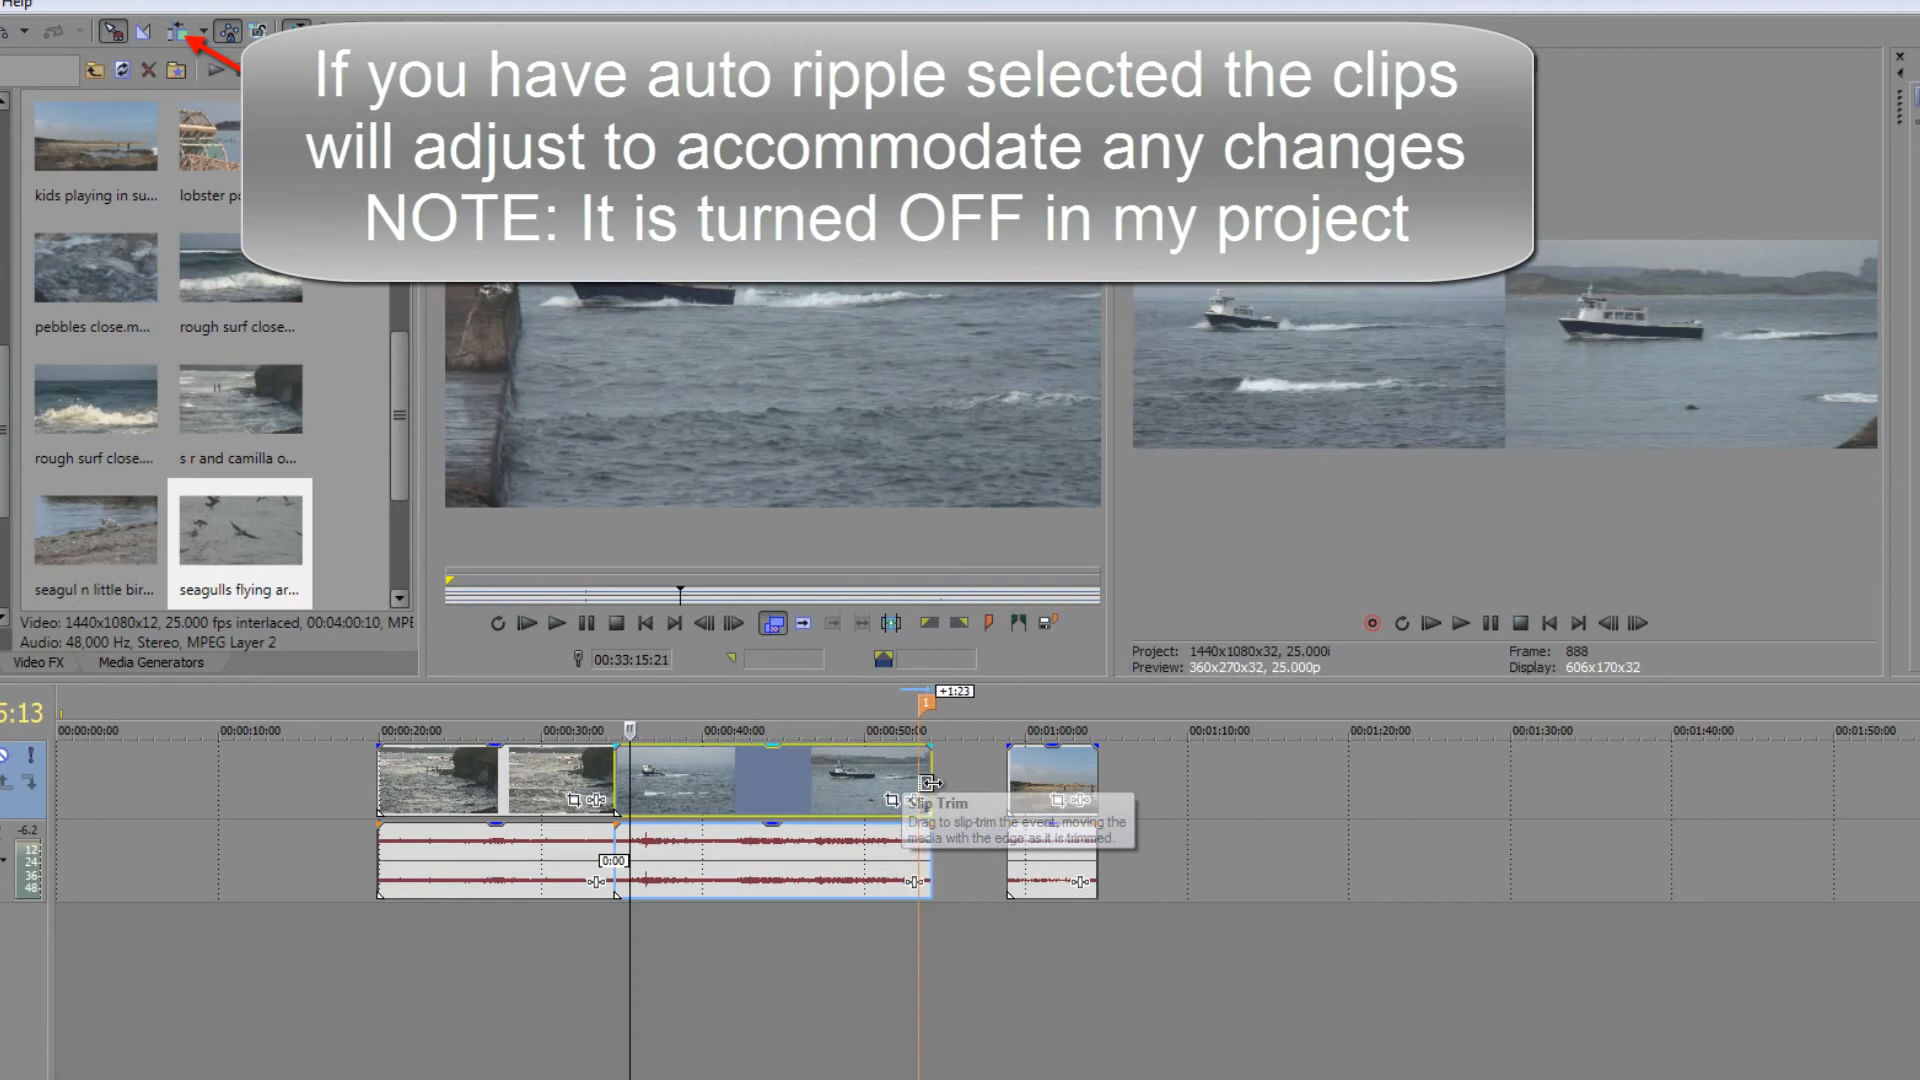 Help
If you have auto ripple selected the clips
will adjust to accommodate any changes
NOTE: It is turned OFF in my project
kids playing in su...
lobster po
pebbles close.m...
rough surf close...
rough surf close....
s r and camilla o...
seagul n little bir...
seagulls flying ar...
Video: 1440x1080x12, 25.000 fps interlaced, 00:04:00:10, MPE
Audio: 48,000 Hz, Stereo, MPEG Layer 2
Video FX
Media Generators
00:33:15:21
Project: 1440x1080x32, 25.000i
Frame: 888
Preview: 360x270x32, 25.000p
Display: 606x170x32
+1:23
1
5:13
00:00:00:00
00:00:10:00
00:00:20:00
00:00:30:00
00:00:40:00
00:00:50:0
00:01:00:00
00:01:10:00
00:01:20:00
00:01:30:00
00:01:40:00
00:01:50:00
Slip Trim
Drag to slip-trim the event, moving the
media with the edge as it is trimmed.
-6.2
12
24
36
48
0:00